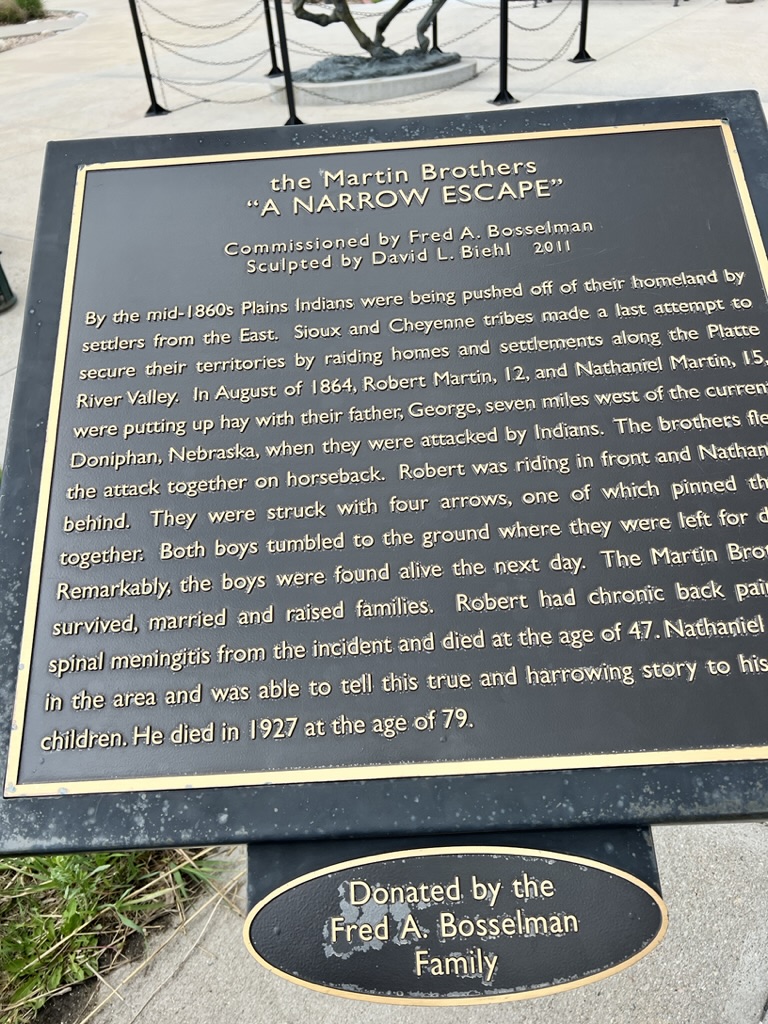 the Martin Brothers
"A NARROW ESCAPE"
Commissioned by Fred A. Bosselman
Sculpted by David L. Biehl 2011
By the mid-1860s Plains Indians were being pushed off of their homeland by
settlers from the East. Sioux and Cheyenne tribes made a last attempt to
secure their territories by raiding homes and settlements along the Platte
River Valley. In August of 1864, Robert Martin, 12, and Nathaniel Martin, 15,
were putting up hay with their father, George, seven miles west of the current
Doniphan, Nebraska, when they were attacked by Indians. The brothers
the attack together on horseback. Robert was riding in front and
behind. They were struck with four arrows, one of which pinned
together. Both boys tumbled to the ground where they were left for
Remarkably, the boys were found alive the next day. The Martin
survived, married and raised families. Robert had chronic back
spinal meningitis from the incident and died at the age of 47. Nathaniel
in the area and was able to tell this true and harrowing story to his
children. He died in 1927 at the age of 79.
Donated by the
Fred A. Bosselman
Family